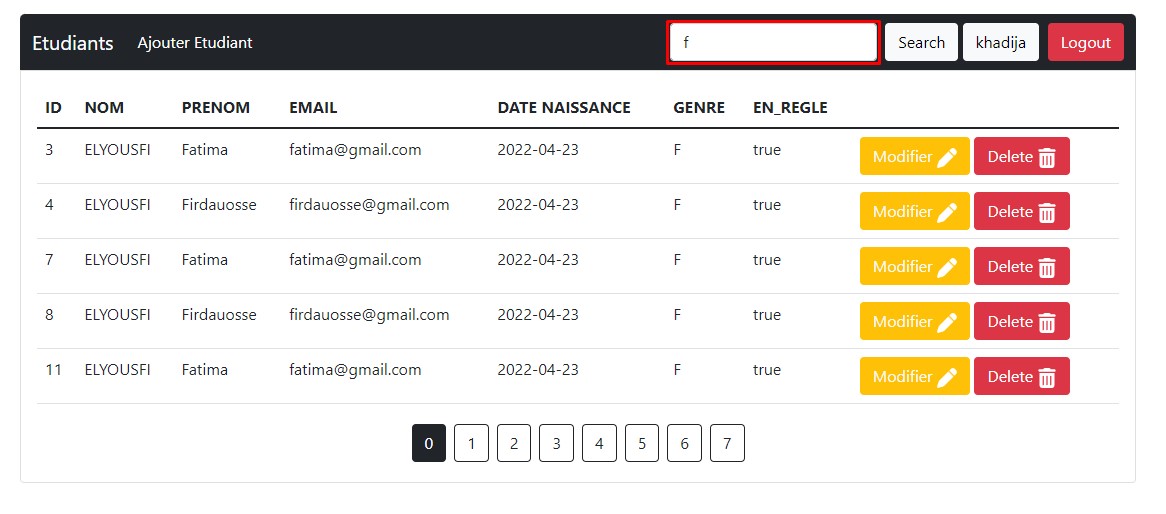 Etudiants Ajouter Etudiant f Search khadija Logout
ID NOM PRENOM EMAIL DATE NAISSANCE GENRE EN_REGLE
3 ELYOUSFI Fatima fatima@gmail.com 2022-04-23 F true Modifier Delete
4 ELYOUSFI Firdauosse firdauosse@gmail.com 2022-04-23 F true Modifier Delete
7 ELYOUSFI Fatima fatima@gmail.com 2022-04-23 F true Modifier Delete
8 ELYOUSFI Firdauosse firdauosse@gmail.com 2022-04-23 F true Modifier Delete
11 ELYOUSFI Fatima fatima@gmail.com 2022-04-23 F true Modifier Delete
0 1 2 3 4 5 6 7